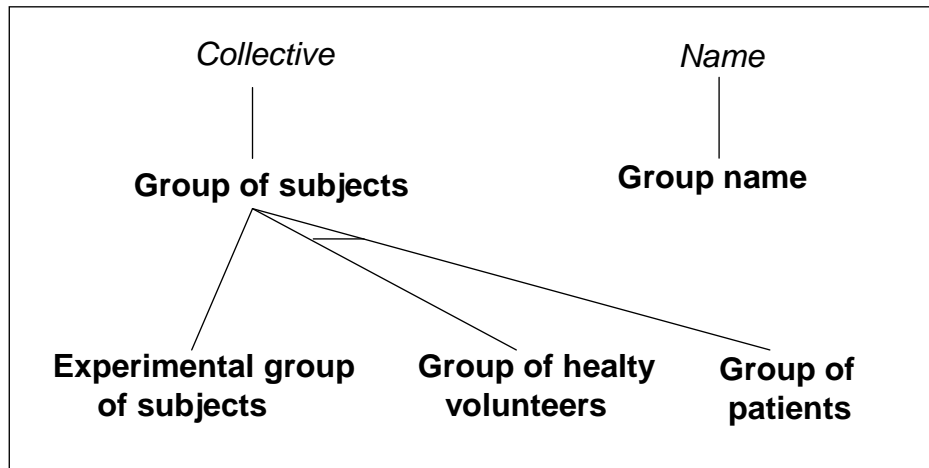 Collective
Name
Group of subjects
Group name
Experimental group
of subjects
Group of healty
volunteers
Group of
patients